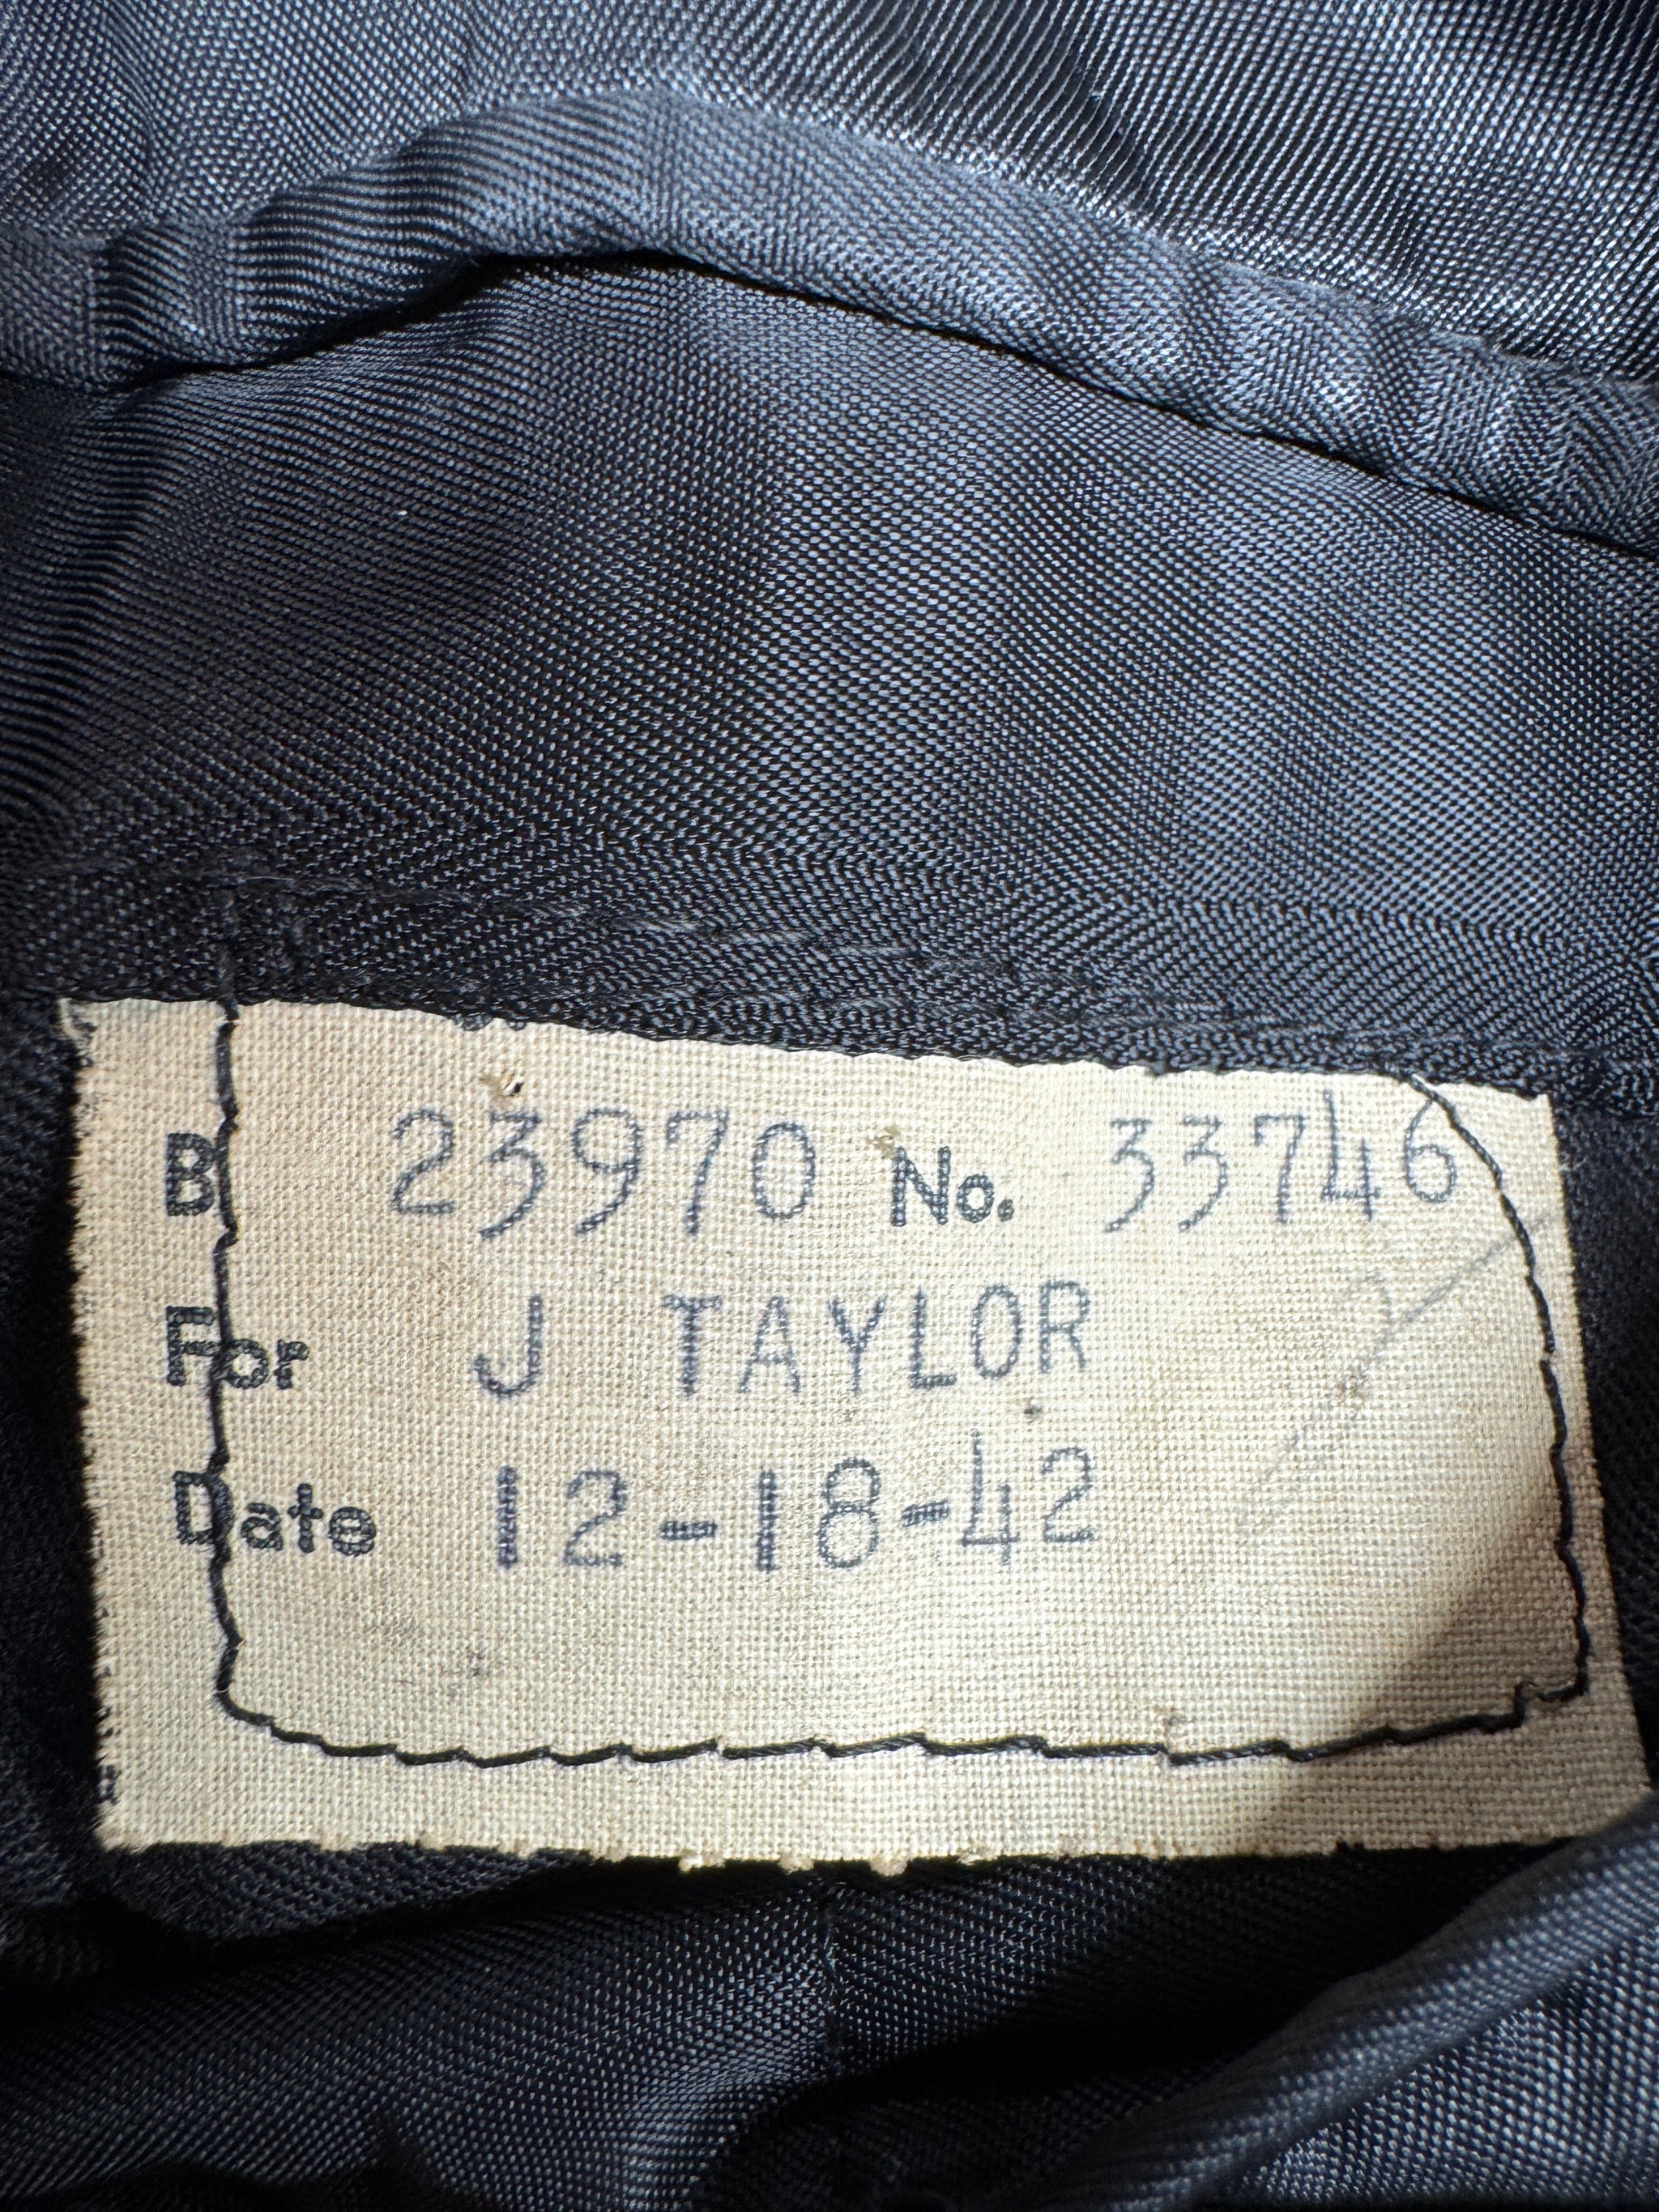 B 23970 No. 33746
For J TAYLOR
Date 12-18-42